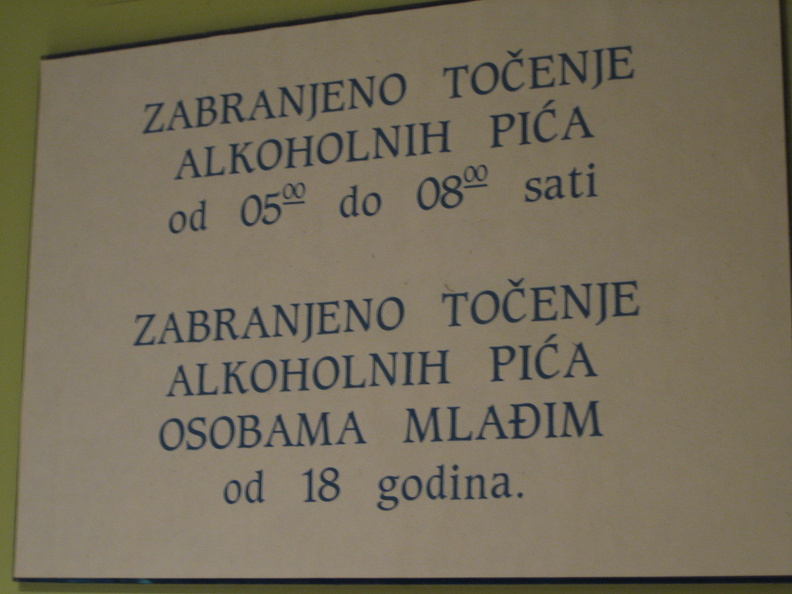 ZABRANJENO TOČENJE
ALKOHOLNIH PIĆA
od 05⁰⁰ do 08⁰⁰ sati
ZABRANJENO TOČENJE
ALKOHOLNIH PIĆA
OSOBAMA MLAĐIM
od 18 godina.